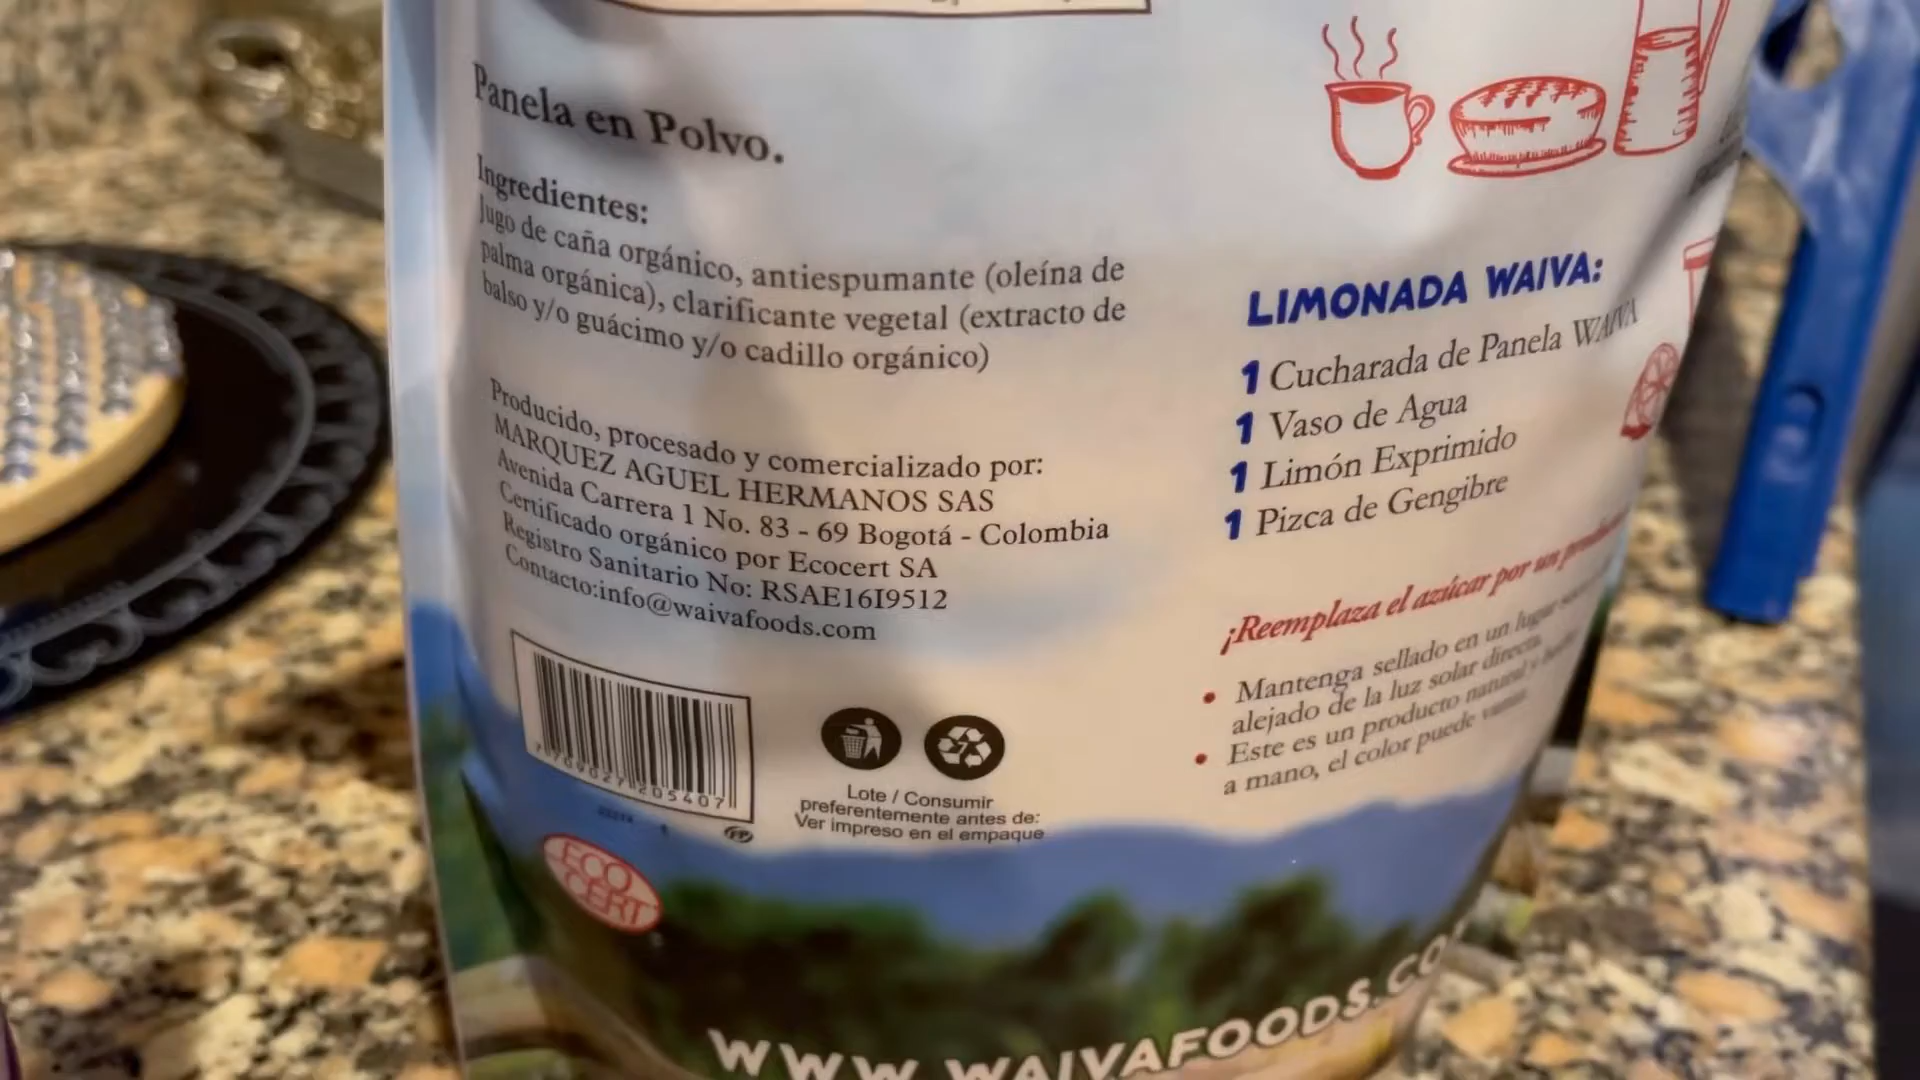 Panela en Polvo.
Ingredientes:
Jugo de caña orgánico, antiespumante (oleína de
palma orgánica), clarificante vegetal (extracto de
balso y/o guácimo y/o cadillo orgánico)
Producido, procesado y comercializado por:
MARQUEZ AGUEL HERMANOS SAS
Avenida Carrera 1 No. 83 - 69 Bogotá - Colombia
Certificado orgánico por Ecocert SA
Registro Sanitario No: RSAE16I9512
Contacto:info@waivafoods.com
7 709027 205407
7
Lote / Consumir
preferentemente antes de:
Ver impreso en el empaque
ECO
CERT
LIMONADA WAIVA:
1 Cucharada de Panela WAIVA
1 Vaso de Agua
1 Limón Exprimido
1 Pizca de Gengibre
¡Reemplaza el azúcar por un
Mantenga sellado en un lugar
alejado de la luz solar directa.
Este es un producto natural y
a mano, el color puede variar.
WWW.WAIVAFOODS.CO